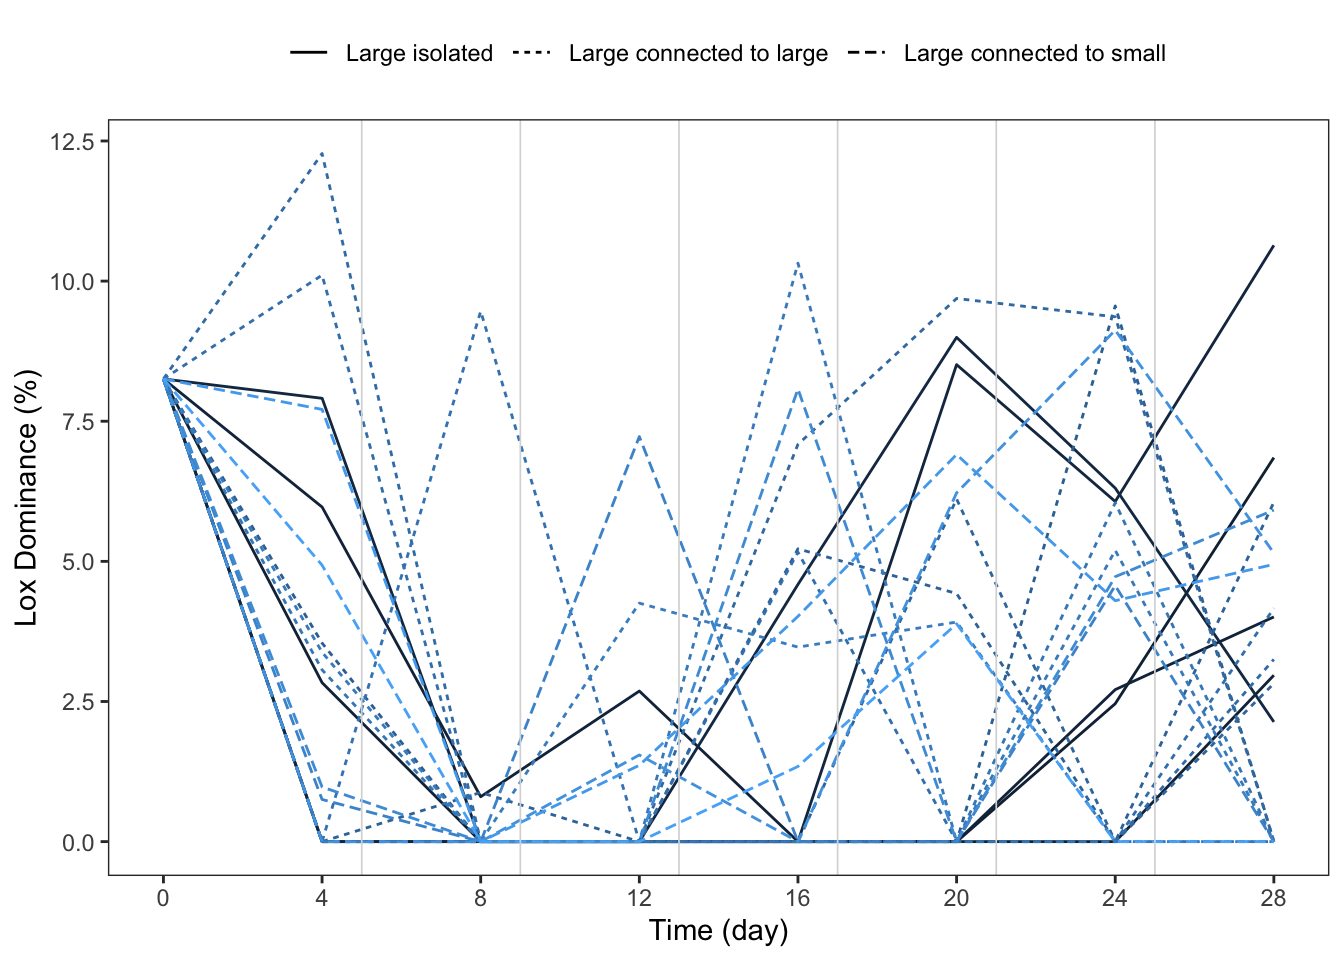 Large isolated Large connected to large Large connected to small
12.5
10.0
7.5
5.0
2.5
0.0
Lox Dominance (%)
0 4 8 12 16 20 24 28
Time (day)